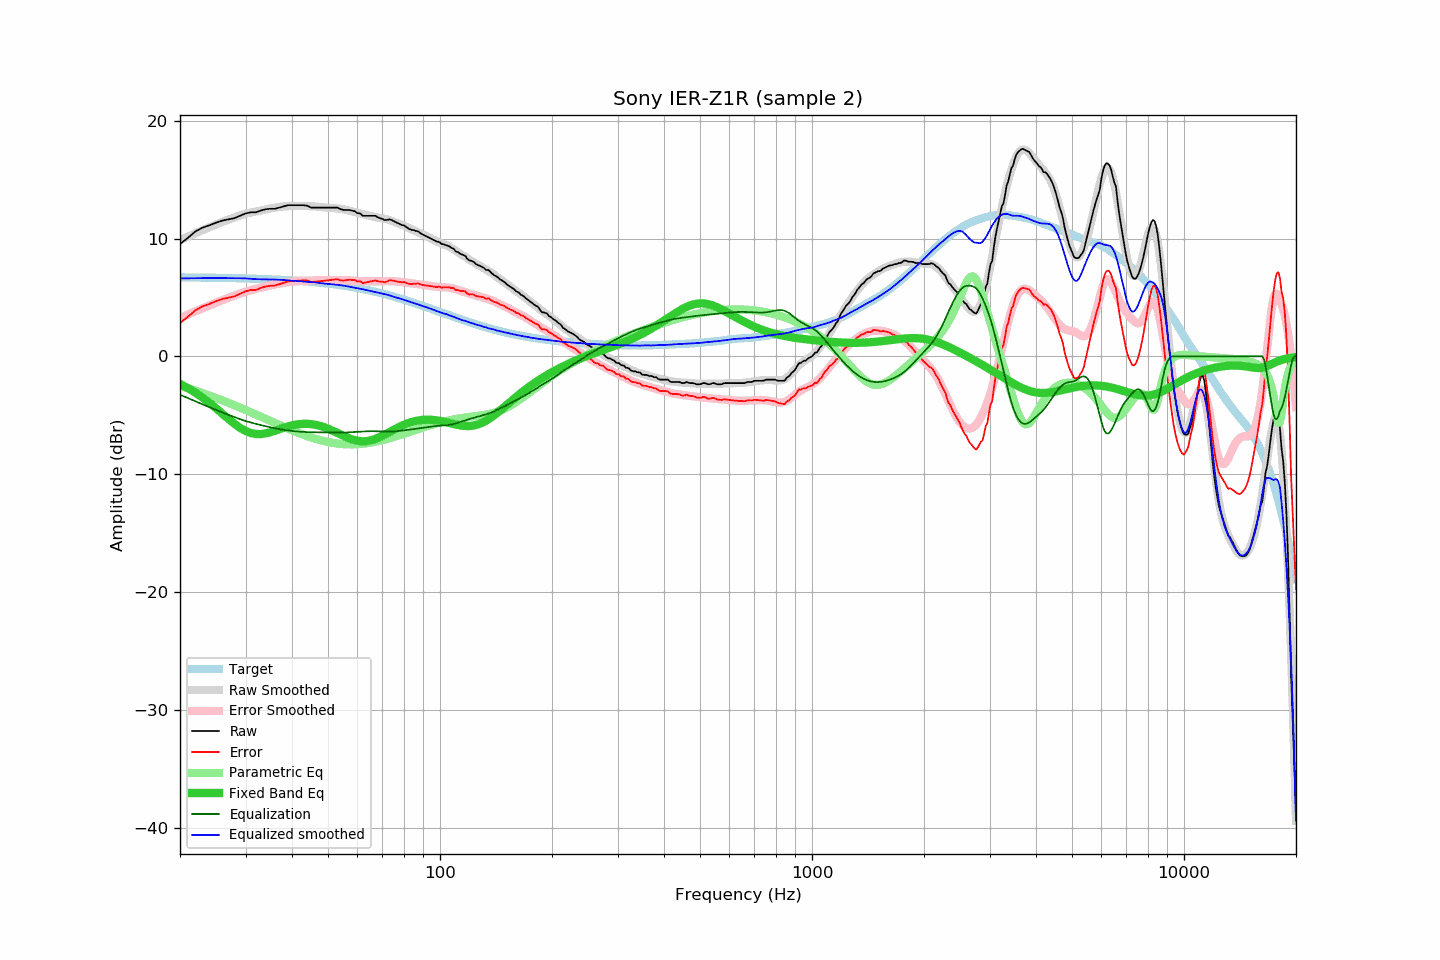 Sony IER-Z1R (sample 2)
20
10
0
−10
−20
−30
−40
Amplitude (dBr)
Target
Raw Smoothed
Error Smoothed
Raw
Error
Parametric Eq
Fixed Band Eq
Equalization
Equalized smoothed
100
1000
10000
Frequency (Hz)